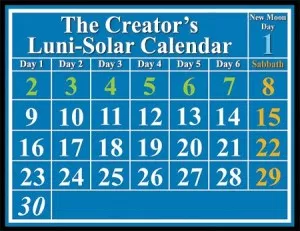 The Creator's
Luni-Solar Calendar
New Moon
Day
1
Day 1 Day 2 Day 3 Day 4 Day 5 Day 6 Sabbath
2 3 4 5 6 7 8
9 10 11 12 13 14 15
16 17 18 19 20 21 22
23 24 25 26 27 28 29
30